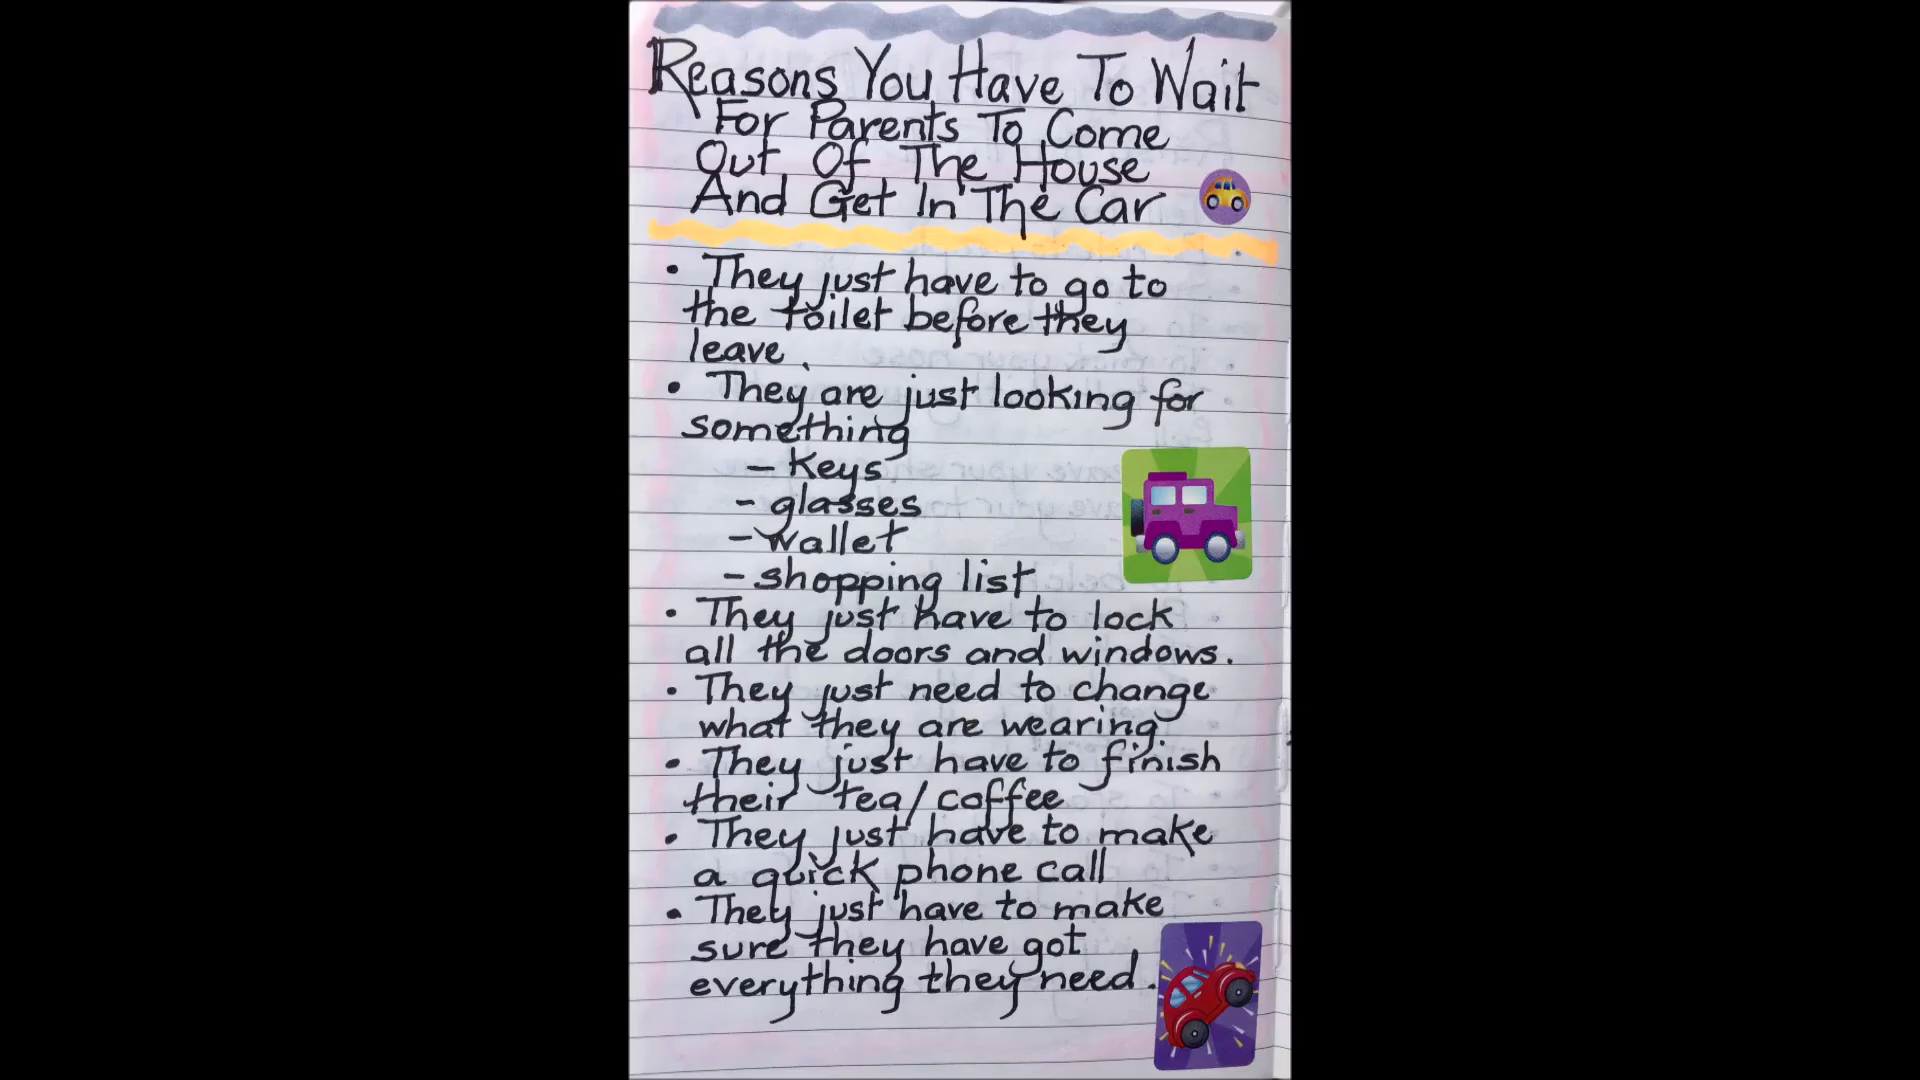 Reasons You Have To Wait
For Parents To Come
Out Of The House
And Get In The Car
• They just have to go to
the toilet before they
leave.
• They are just looking for
something
- keys
- glasses
- wallet
- shopping list
• They just have to lock
all the doors and windows.
• They just need to change
what they are wearing.
• They just have to finish
their tea/coffee
• They just have to make
a quick phone call
• They just have to make
sure they have got
everything they need.